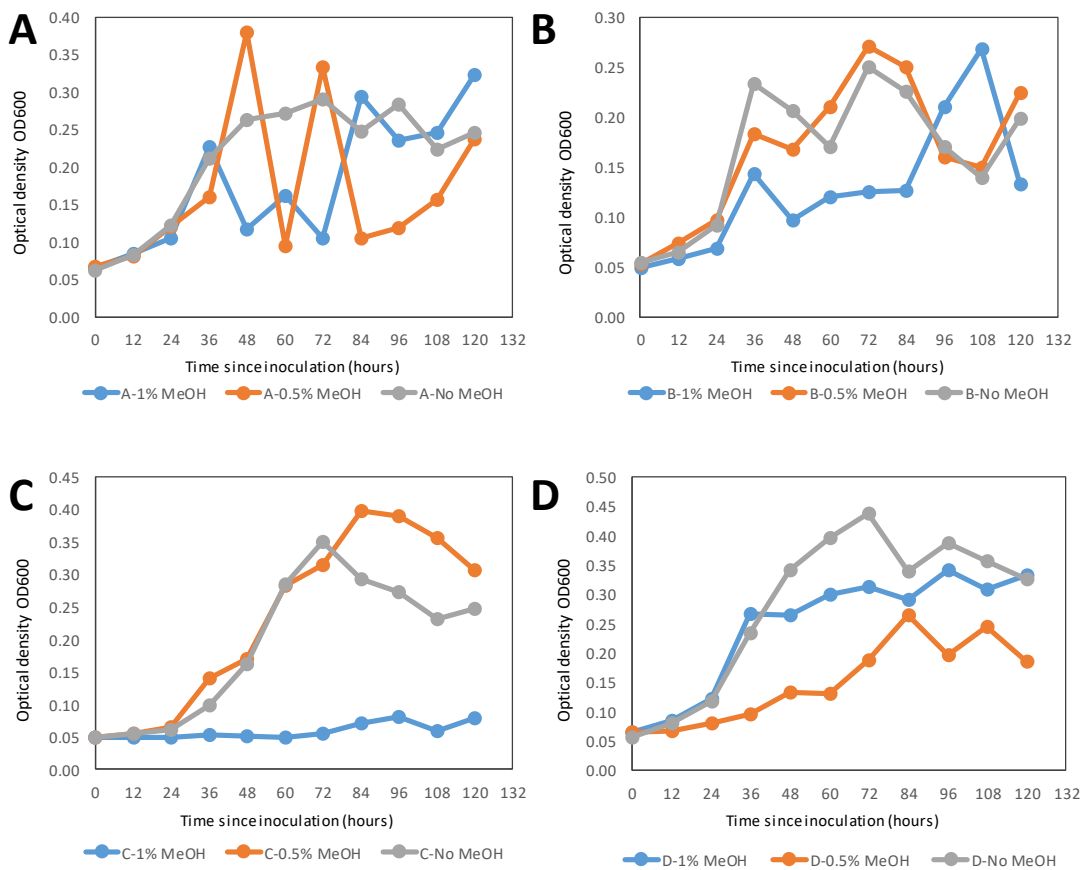 A
Optical density OD600
0.40
0.35
0.30
0.25
0.20
0.15
0.10
0.05
0.00
0 12 24 36 48 60 72 84 96 108 120 132
Time since inoculation (hours)
A-1% MeOH A-0.5% MeOH A-No MeOH
B
Optical density OD600
0.30
0.25
0.20
0.15
0.10
0.05
0.00
0 12 24 36 48 60 72 84 96 108 120 132
Time since inoculation (hours)
B-1% MeOH B-0.5% MeOH B-No MeOH
C
Optical density OD600
0.45
0.40
0.35
0.30
0.25
0.20
0.15
0.10
0.05
0.00
0 12 24 36 48 60 72 84 96 108 120 132
Time since inoculation (hours)
C-1% MeOH C-0.5% MeOH C-No MeOH
D
Optical density OD600
0.50
0.45
0.40
0.35
0.30
0.25
0.20
0.15
0.10
0.05
0.00
0 12 24 36 48 60 72 84 96 108 120 132
Time since inoculation (hours)
D-1% MeOH D-0.5% MeOH D-No MeOH